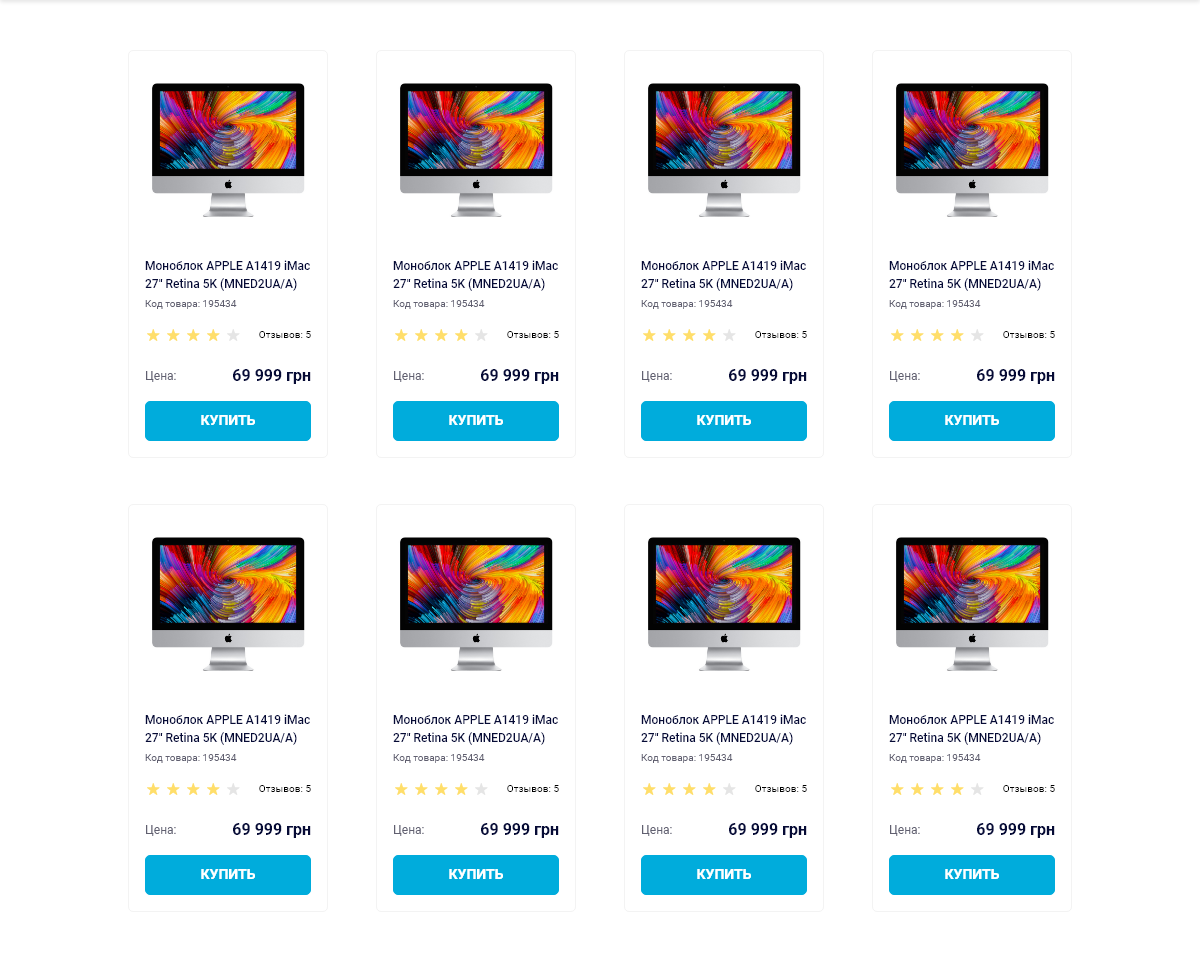 Моноблок APPLE A1419 iMac
27" Retina 5K (MNED2UA/A)
Код товара: 195434
Отзывов: 5
Цена: 69 999 грн
КУПИТЬ
Моноблок APPLE A1419 iMac
27" Retina 5K (MNED2UA/A)
Код товара: 195434
Отзывов: 5
Цена: 69 999 грн
КУПИТЬ
Моноблок APPLE A1419 iMac
27" Retina 5K (MNED2UA/A)
Код товара: 195434
Отзывов: 5
Цена: 69 999 грн
КУПИТЬ
Моноблок APPLE A1419 iMac
27" Retina 5K (MNED2UA/A)
Код товара: 195434
Отзывов: 5
Цена: 69 999 грн
КУПИТЬ
Моноблок APPLE A1419 iMac
27" Retina 5K (MNED2UA/A)
Код товара: 195434
Отзывов: 5
Цена: 69 999 грн
КУПИТЬ
Моноблок APPLE A1419 iMac
27" Retina 5K (MNED2UA/A)
Код товара: 195434
Отзывов: 5
Цена: 69 999 грн
КУПИТЬ
Моноблок APPLE A1419 iMac
27" Retina 5K (MNED2UA/A)
Код товара: 195434
Отзывов: 5
Цена: 69 999 грн
КУПИТЬ
Моноблок APPLE A1419 iMac
27" Retina 5K (MNED2UA/A)
Код товара: 195434
Отзывов: 5
Цена: 69 999 грн
КУПИТЬ